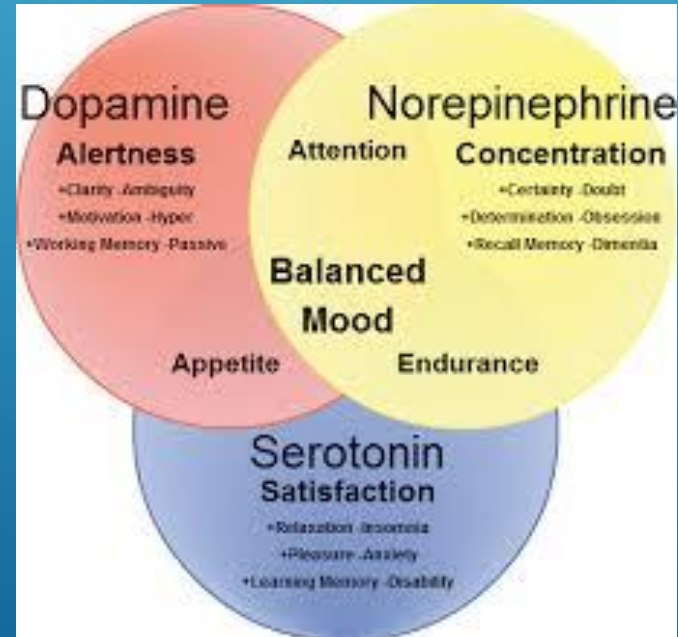 Dopamine
Alertness
+Clarity -Ambiguity
+Motivation -Hyper
+Working Memory -Passive
Attention
Norepinephrine
Concentration
+Certainty -Doubt
+Determination -Obsession
+Recall Memory -Dimentia
Balanced
Mood
Appetite
Endurance
Serotonin
Satisfaction
+Relaxation -Insomnia
+Pleasure -Anxiety
+Learning Memory -Disability